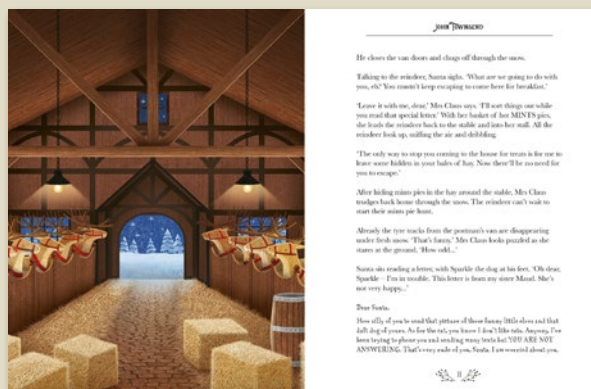 JOHN TOWNSEND
He closes the van doors and chugs off through the snow.
Talking to the reindeer, Santa sighs. ‘What are we going to do with
you, eh? You mustn’t keep escaping to come here for breakfast.’
‘Leave it with me, dear,’ Mrs Claus says. ‘I’ll sort things out while
you read that special letter.’ With her basket of hot MINTS pies,
she leads the reindeer back to the stable and into her stall. All the
reindeer look up, sniffing the air and dribbling.
‘The only way to stop you coming to the house for treats is for me to
leave some hidden in your bales of hay. Now there’ll be no need for
you to escape.’
After hiding mints pies in the hay around the stable, Mrs Claus
trudges back home through the snow. The reindeer can’t wait to
start their mints pie hunt.
Already the tyre tracks from the postman’s van are disappearing
under fresh snow. ‘That’s funny.’ Mrs Claus looks puzzled as she
stares at the ground. ‘How odd...’
Santa sits reading a letter, with Sparkle the dog at his feet. ‘Oh dear,
Sparkle – I’m in trouble. This letter is from my sister Maud. She’s
not very happy...’
Dear Santa,
How silly of you to send that picture of those funny little elves and that
daft dog of yours. As for the cat, you know I don’t like cats. Anyway, I’ve
been trying to phone you and sending many texts but YOU ARE NOT
ANSWERING. That’s very rude of you, Santa. I am worried about you.
11